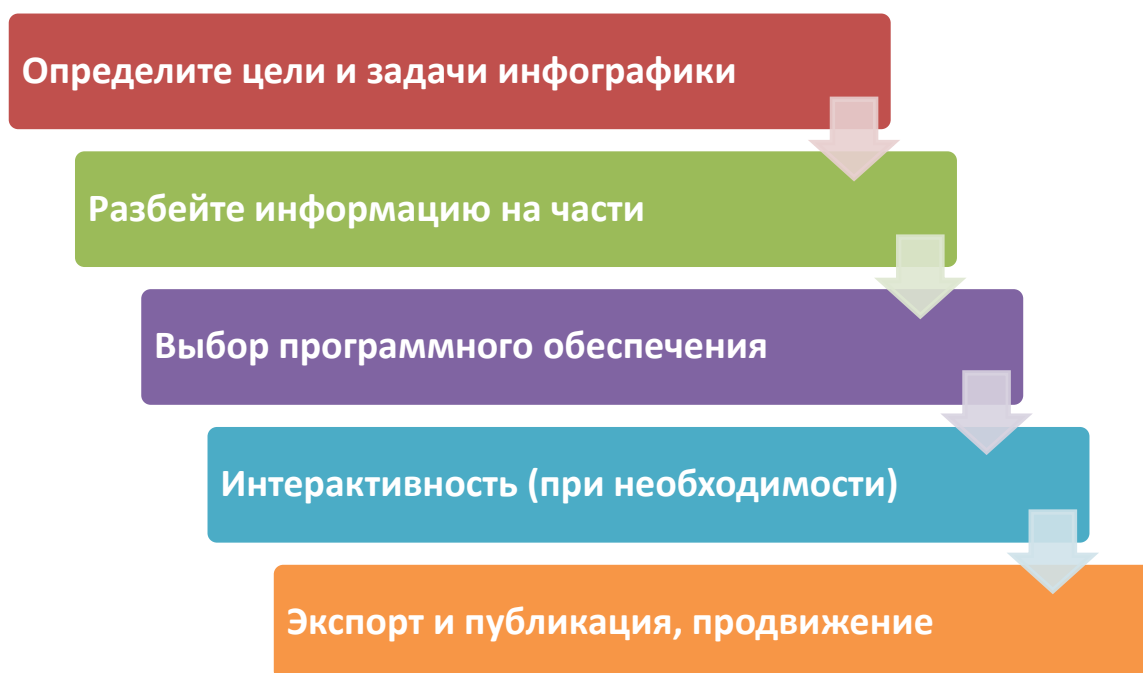 Определите цели и задачи инфографики
Разбейте информацию на части
Выбор программного обеспечения
Интерактивность (при необходимости)
Экспорт и публикация, продвижение